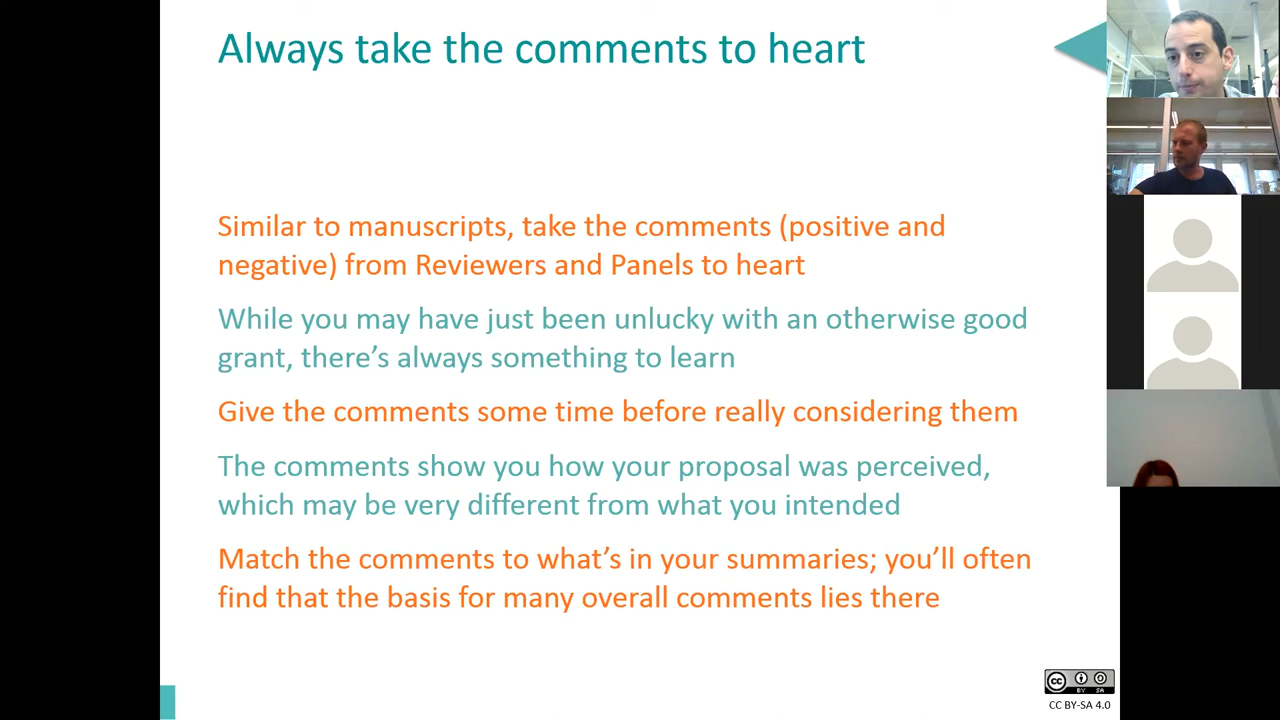 Always take the comments to heart
Similar to manuscripts, take the comments (positive and
negative) from Reviewers and Panels to heart
While you may have just been unlucky with an otherwise good
grant, there’s always something to learn
Give the comments some time before really considering them
The comments show you how your proposal was perceived,
which may be very different from what you intended
Match the comments to what’s in your summaries; you’ll often
find that the basis for many overall comments lies there
cc
BY SA
CC BY-SA 4.0